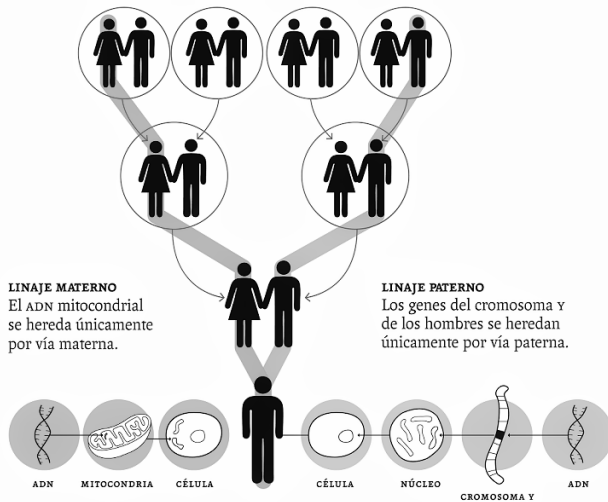 LINAJE MATERNO
El ADN mitocondrial
se hereda únicamente
por vía materna.
LINAJE PATERNO
Los genes del cromosoma Y
de los hombres se heredan
únicamente por vía paterna.
ADN
MITOCONDRIA
CÉLULA
CÉLULA
NÚCLEO
CROMOSOMA Y
ADN